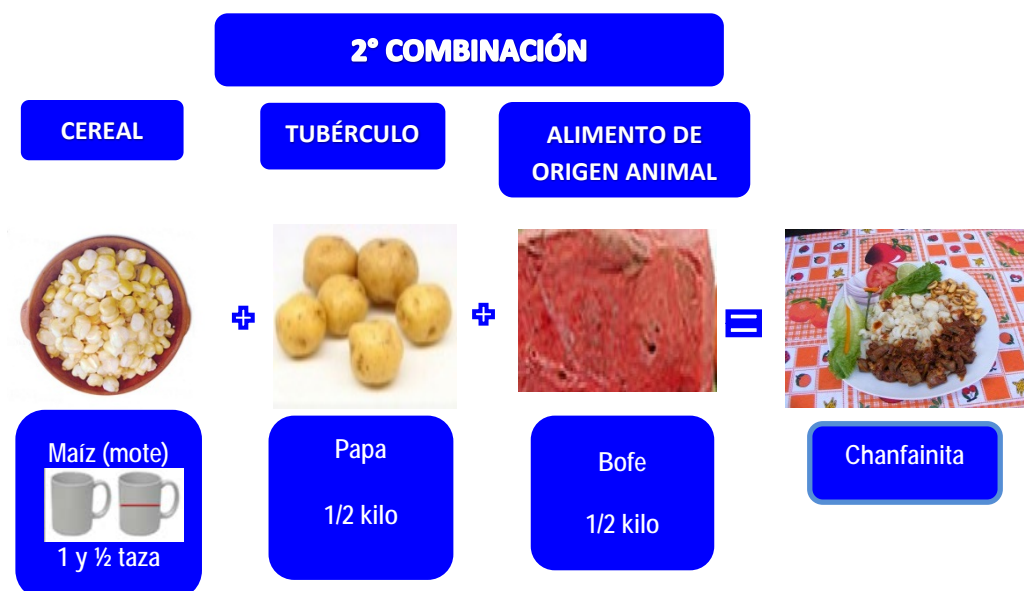 2° COMBINACIÓN
CEREAL
TUBÉRCULO
ALIMENTO DE
ORIGEN ANIMAL
Maíz (mote)
1 y ½ taza
Papa
1/2 kilo
Bofe
1/2 kilo
Chanfainita